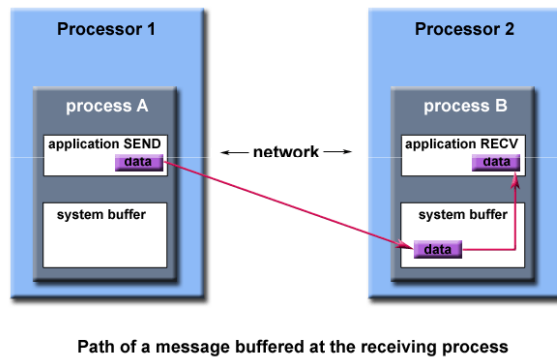 Processor 1
process A
application SEND
data
system buffer
network
Processor 2
process B
application RECV
data
system buffer
data
Path of a message buffered at the receiving process